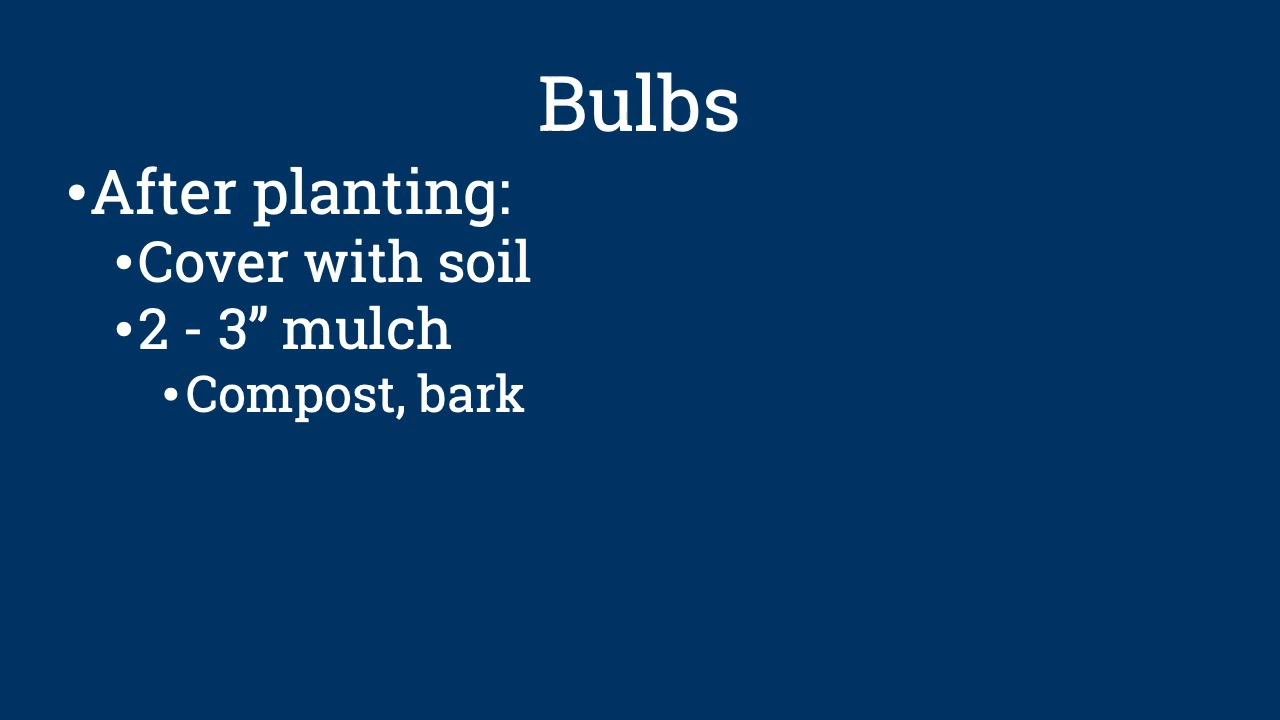 Bulbs
•After planting:
•Cover with soil
•2 - 3” mulch
•Compost, bark